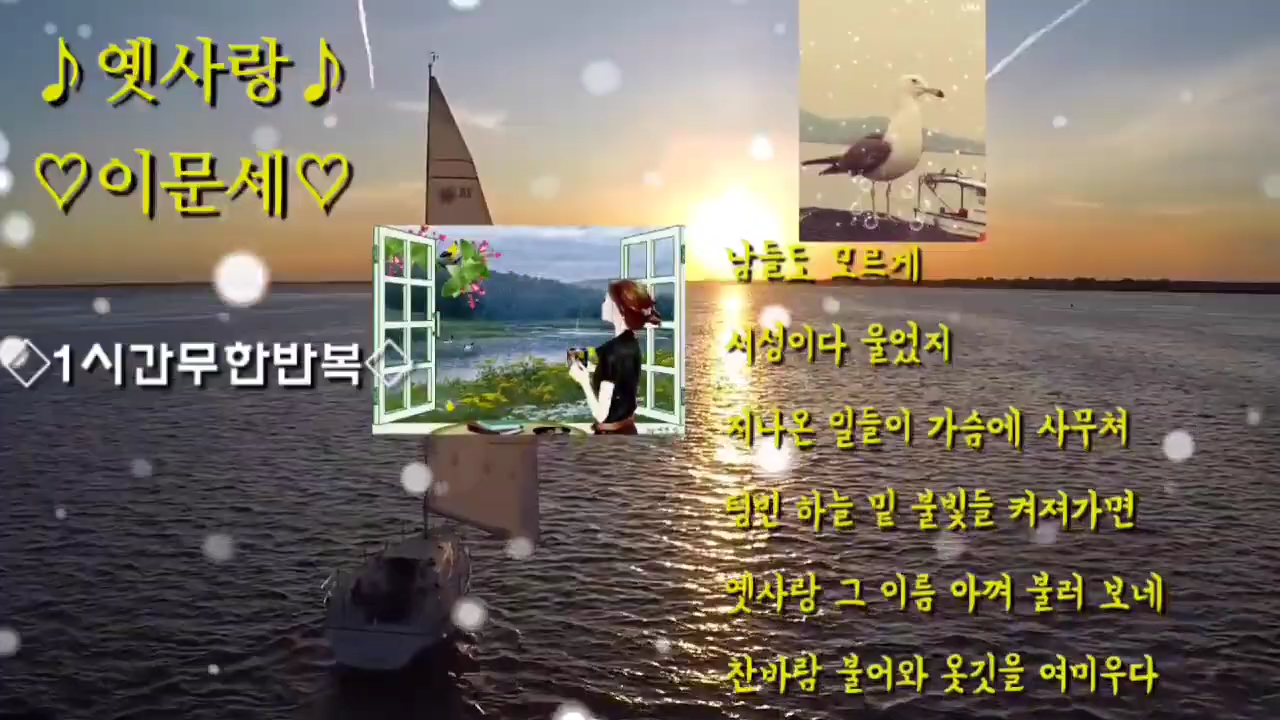 ♪옛사랑♪
♡이문세♡
◇1시간무한반복◇
남들도 모르게
서성이다 울었지
지나온 일들이 가슴에 사무쳐
텅빈 하늘 밑 불빛들 켜져가면
옛사랑 그 이름 아껴 불러 보네
찬바람 불어와 옷깃을 여미우다